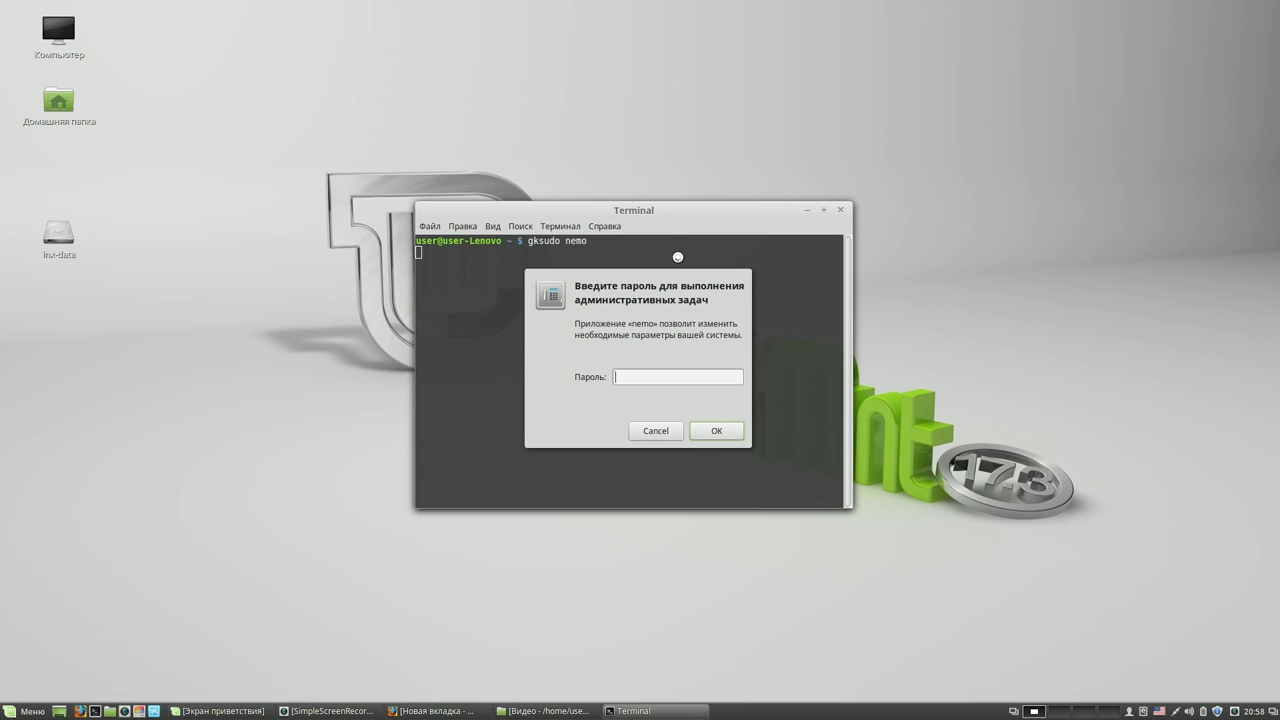 Компьютер
Домашняя папка
lnx-data
Terminal
Файл Правка Вид Поиск Терминал Справка
user@user-Lenovo ~ $ gksudo nemo
Введите пароль для выполнения
административных задач
Приложение «nemo» позволит изменить
необходимые параметры вашей системы.
Пароль:
Cancel OK
nt
17.3
Меню [Экран приветствия] [SimpleScreenRecor... [Новая вкладка - ... [Видео - /home/use... Terminal 20:58